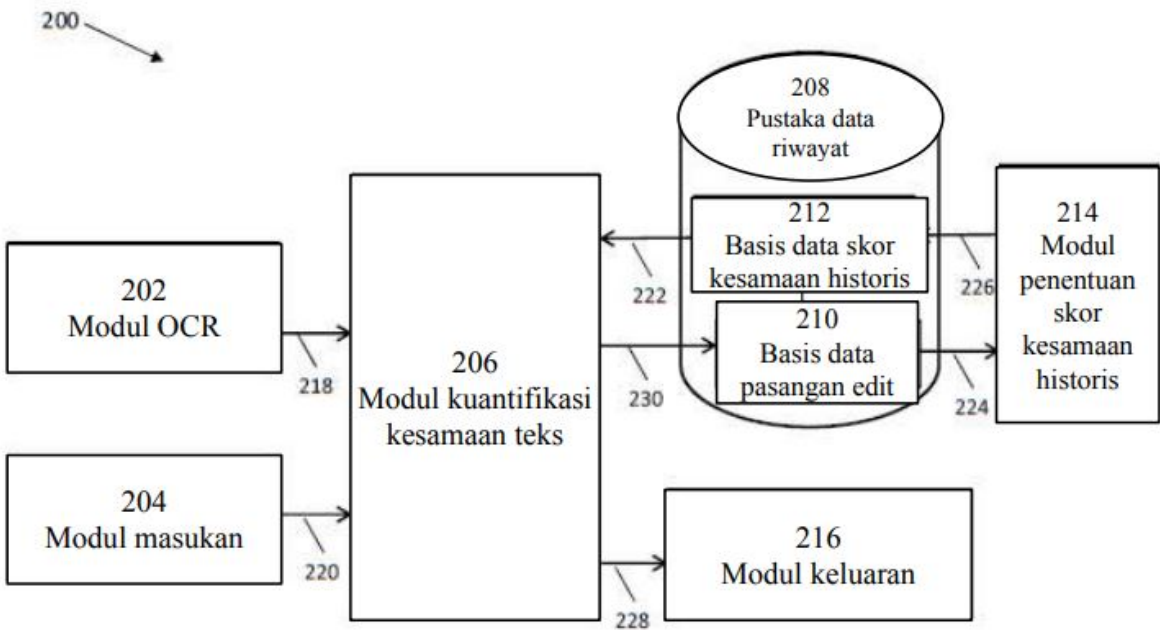 200
208
Pustaka data
riwayat
212
Basis data skor
kesamaan historis
222
226
214
Modul
penentuan
skor
kesamaan
historis
202
Modul OCR
218
206
Modul kuantifikasi
kesamaan teks
230
210
Basis data
pasangan edit
224
204
Modul masukan
220
216
Modul keluaran
228